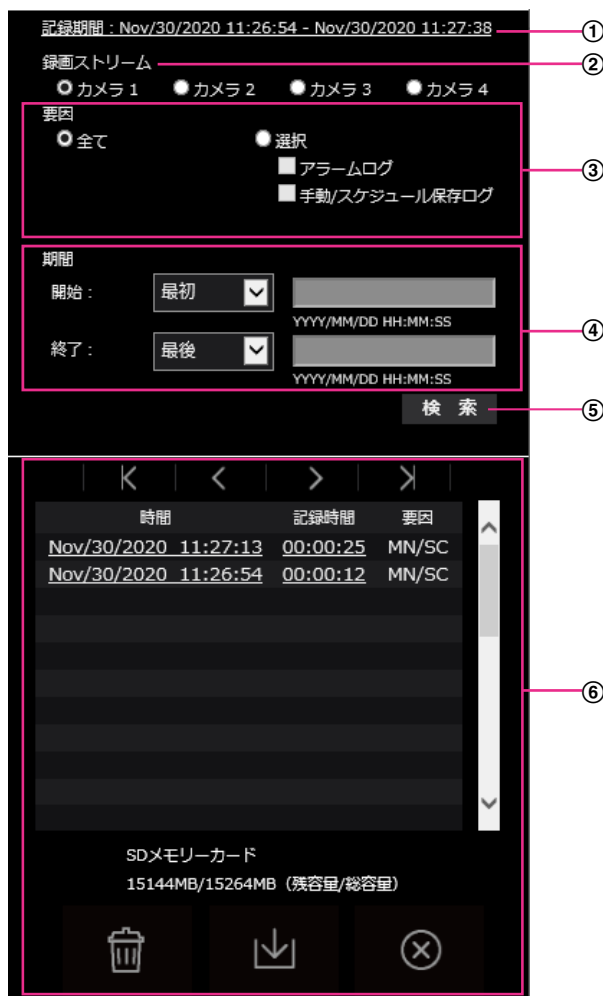 記録期間 : Nov/30/2020 11:26:54 - Nov/30/2020 11:27:38 ①
録画ストリーム ②
カメラ 1 カメラ 2 カメラ 3 カメラ 4
要因
全て 選択
アラームログ ③
手動/スケジュール保存ログ
期間
開始 : 最初
YYYY/MM/DD HH:MM:SS ④
終了 : 最後
YYYY/MM/DD HH:MM:SS
検 索 ⑤
時間 記録時間 要因
Nov/30/2020 11:27:13 00:00:25 MN/SC
Nov/30/2020 11:26:54 00:00:12 MN/SC
⑥
SDメモリーカード
15144MB/15264MB（残容量/総容量）